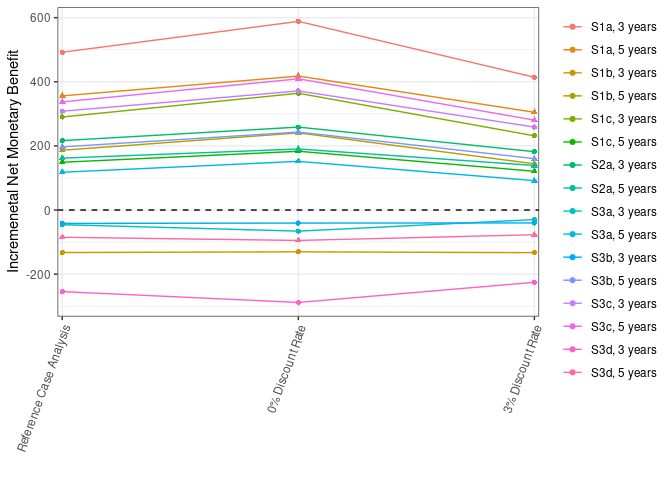 Incremenetal Net Monetary Benefit
600
400
200
0
-200
Reference Case Analysis
0% Discount Rate
3% Discount Rate
S1a, 3 years
S1a, 5 years
S1b, 3 years
S1b, 5 years
S1c, 3 years
S1c, 5 years
S2a, 3 years
S2a, 5 years
S3a, 3 years
S3a, 5 years
S3b, 3 years
S3b, 5 years
S3c, 3 years
S3c, 5 years
S3d, 3 years
S3d, 5 years